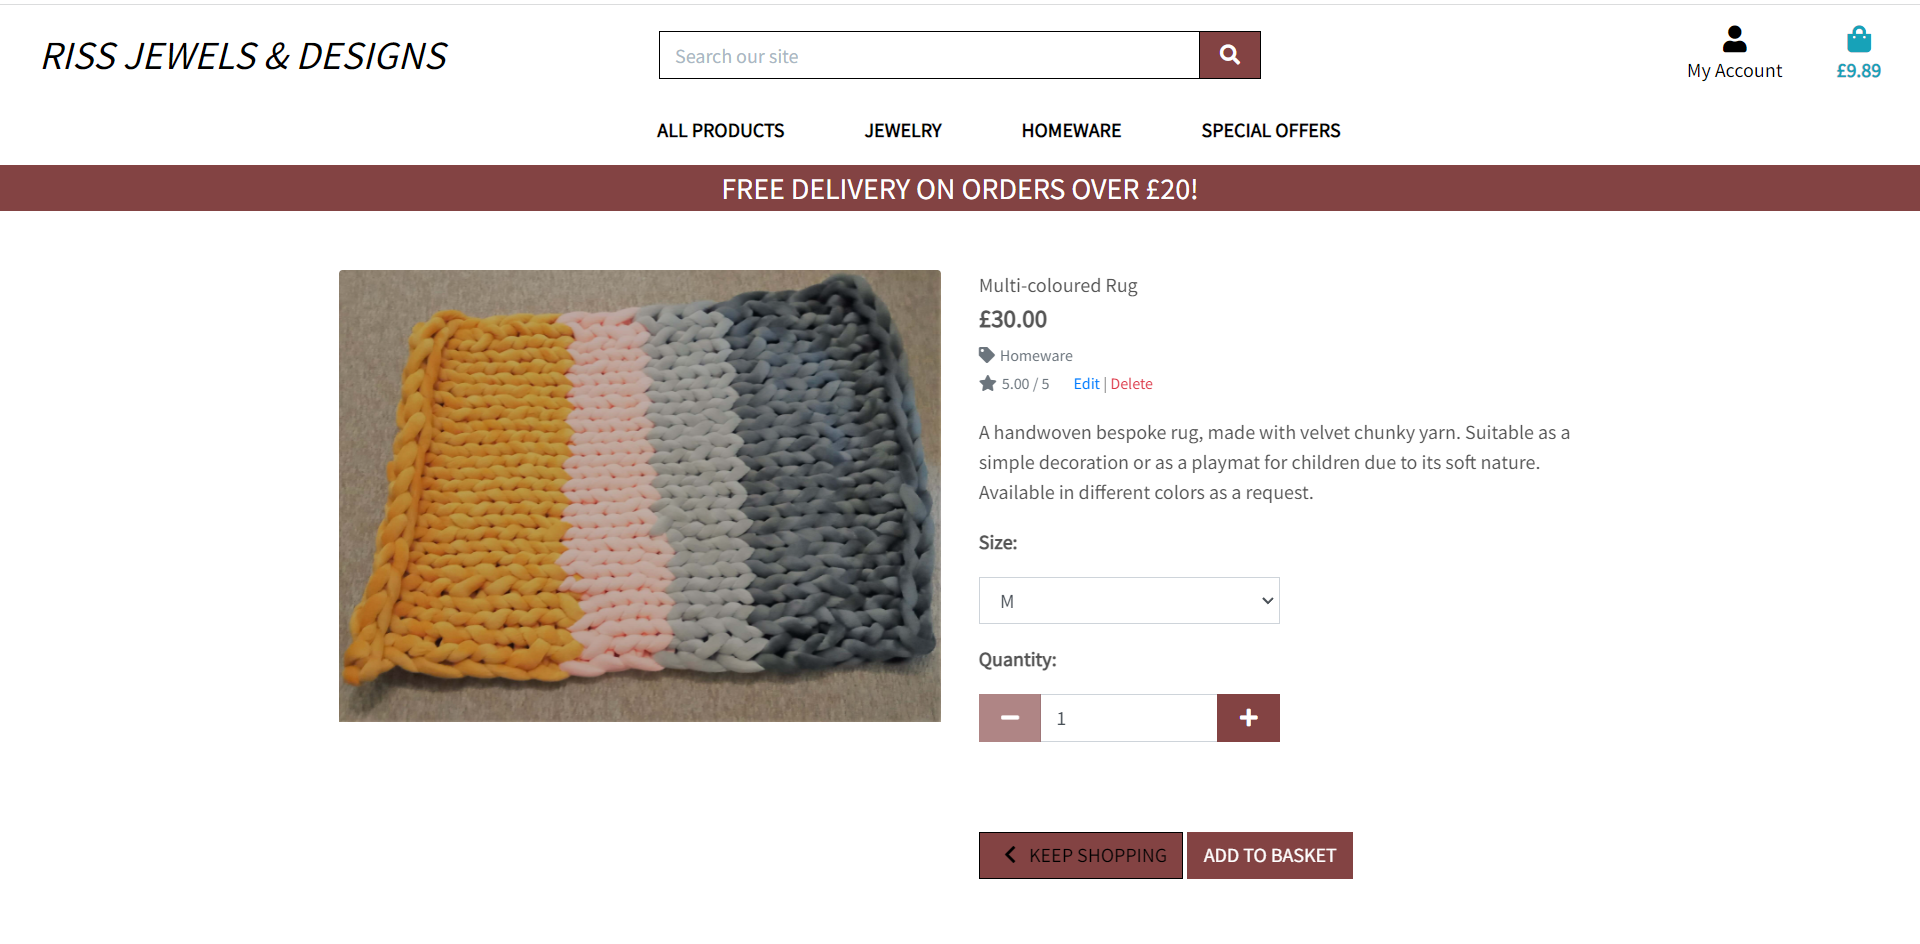 RISS JEWELS & DESIGNS
Search our site
My Account
£9.89
ALL PRODUCTS
JEWELRY
HOMEWARE
SPECIAL OFFERS
FREE DELIVERY ON ORDERS OVER £20!
Multi-coloured Rug
£30.00
Homeware
5.00 / 5 Edit | Delete
A handwoven bespoke rug, made with velvet chunky yarn. Suitable as a
simple decoration or as a playmat for children due to its soft nature.
Available in different colors as a request.
Size:
M
Quantity:
1
KEEP SHOPPING
ADD TO BASKET